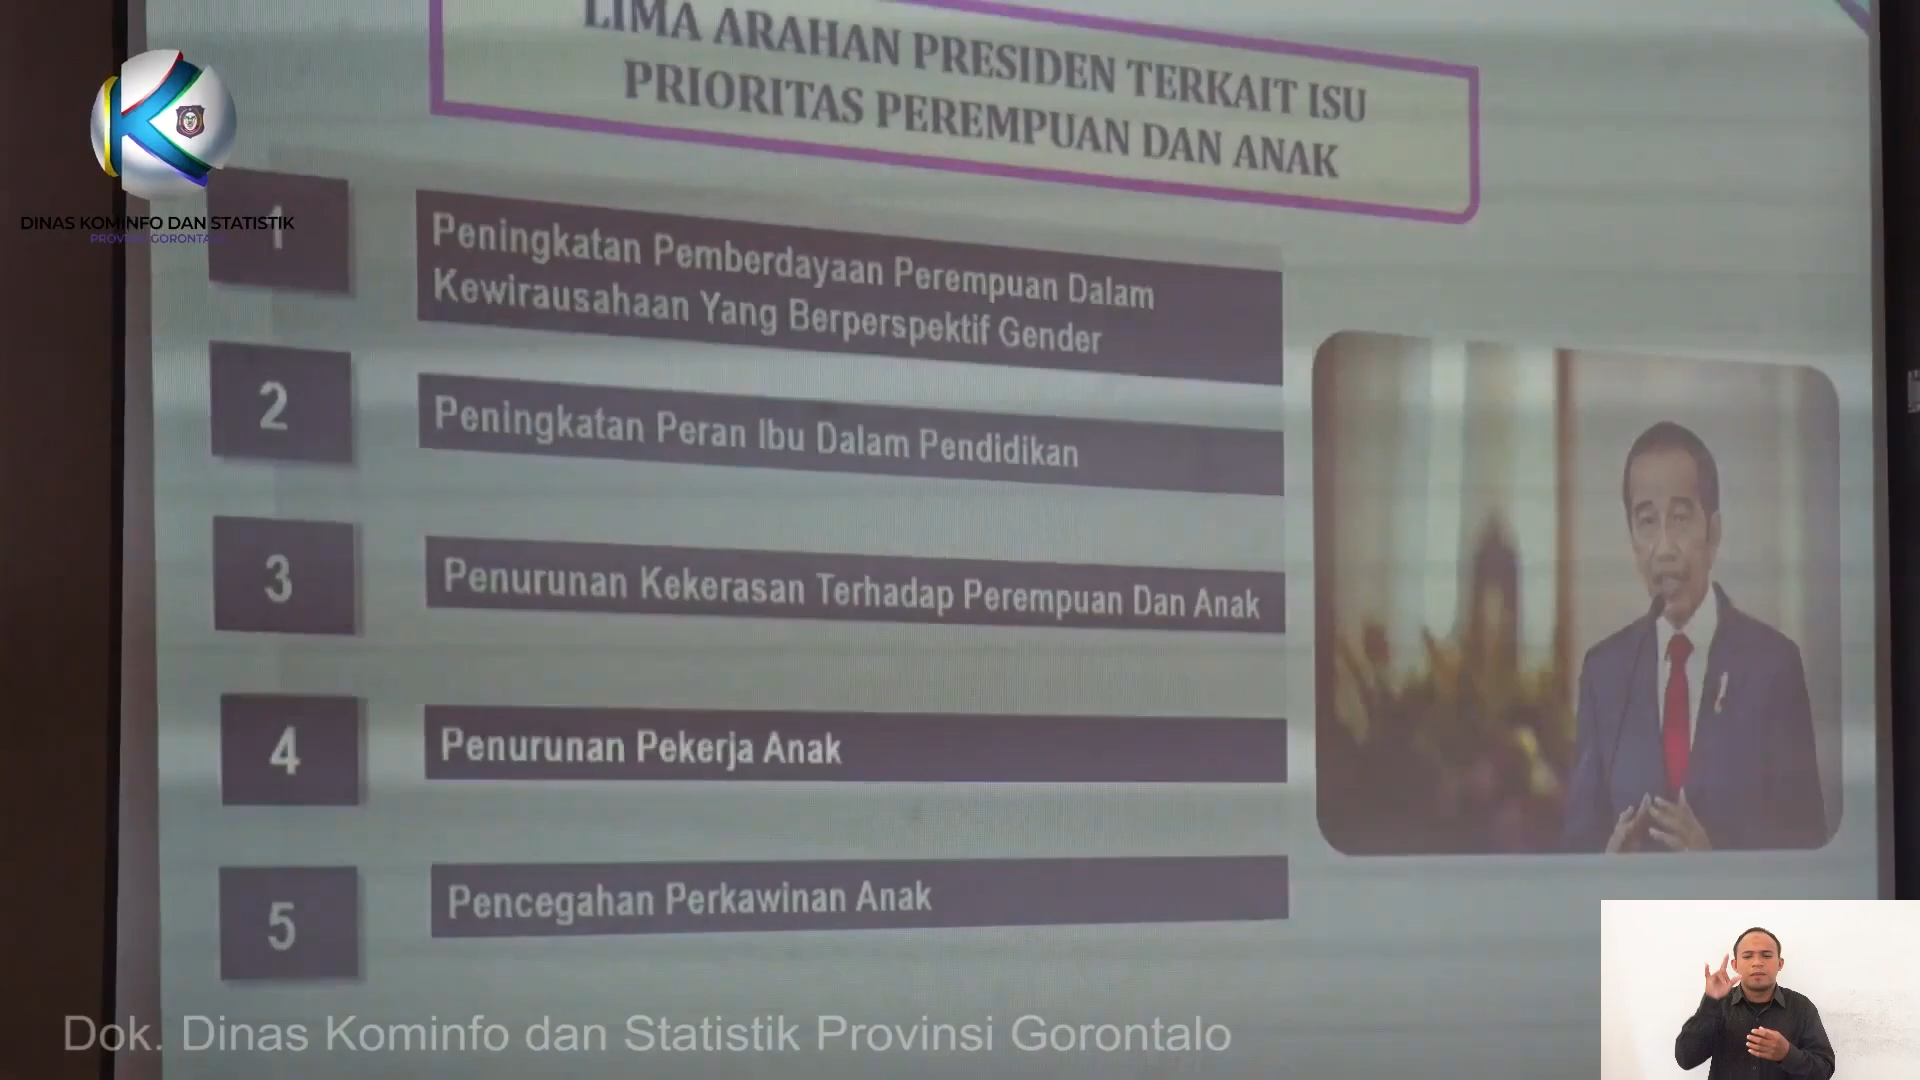 LIMA ARAHAN PRESIDEN TERKAIT ISU
PRIORITAS PEREMPUAN DAN ANAK
DINAS KOMINFO DAN STATISTIK
PROVINSI GORONTALO
1
Peningkatan Pemberdayaan Perempuan Dalam
Kewirausahaan Yang Berperspektif Gender
2
Peningkatan Peran Ibu Dalam Pendidikan
3
Penurunan Kekerasan Terhadap Perempuan Dan Anak
4
Penurunan Pekerja Anak
5
Pencegahan Perkawinan Anak
Dok. Dinas Kominfo dan Statistik Provinsi Gorontalo